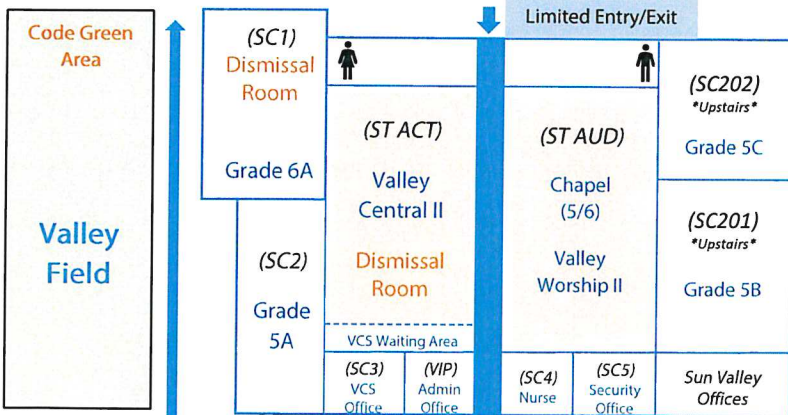 Limited Entry/Exit
Code Green
Area
Valley
Field
(SC1)
Dismissal
Room
Grade 6A
(SC2)
Grade
5A
(ST ACT)
Valley
Central II
Dismissal
Room
VCS Waiting Area
(SC3)
VCS
Office
(VIP)
Admin
Office
(ST AUD)
Chapel
(5/6)
Valley
Worship II
(SC4)
Nurse
(SC5)
Security
Office
(SC202)
*Upstairs*
Grade 5C
(SC201)
*Upstairs*
Grade 5B
Sun Valley
Offices